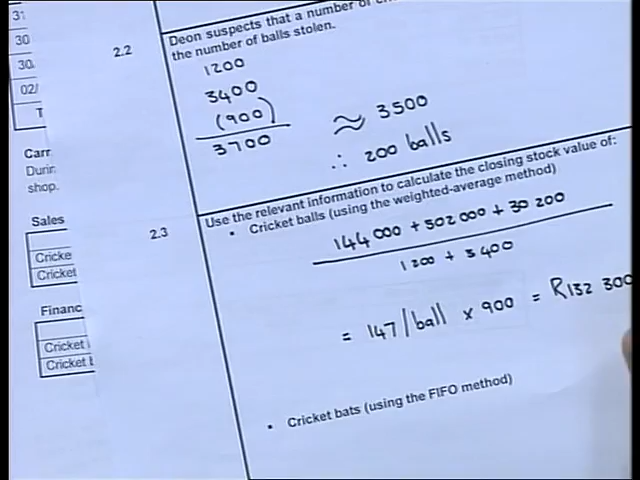 31
30
30
02/
T
Carr
Durin
shop.
Sales
Cricke
Cricket
Financ
Cricket
Cricket
2.2
Deon suspects that a number of
the number of balls stolen.
1200
3400
(900)
3700
≈ 3500
∴ 200 balls
2.3
Use the relevant information to calculate the closing stock value of:
• Cricket balls (using the weighted-average method)
144 000 + 502 000 + 30 200
1200 + 3400
= 147/ball × 900 = R132 300
• Cricket bats (using the FIFO method)